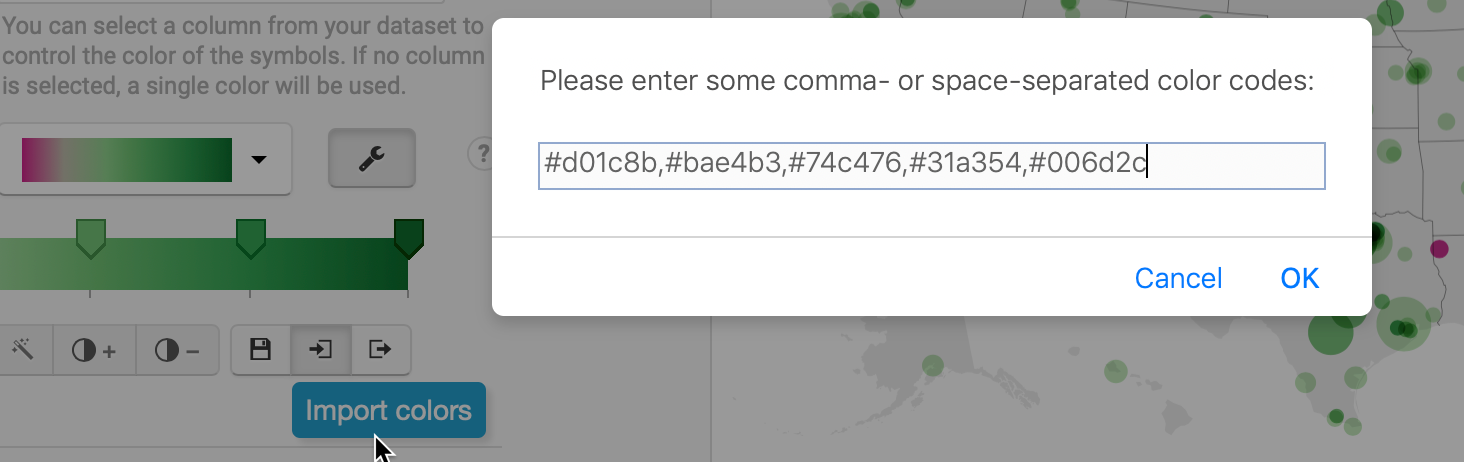 You can select a column from your dataset to
control the color of the symbols. If no column
is selected, a single color will be used.
?
+
−
Import colors
Please enter some comma- or space-separated color codes:
#d01c8b,#bae4b3,#74c476,#31a354,#006d2c
Cancel
OK